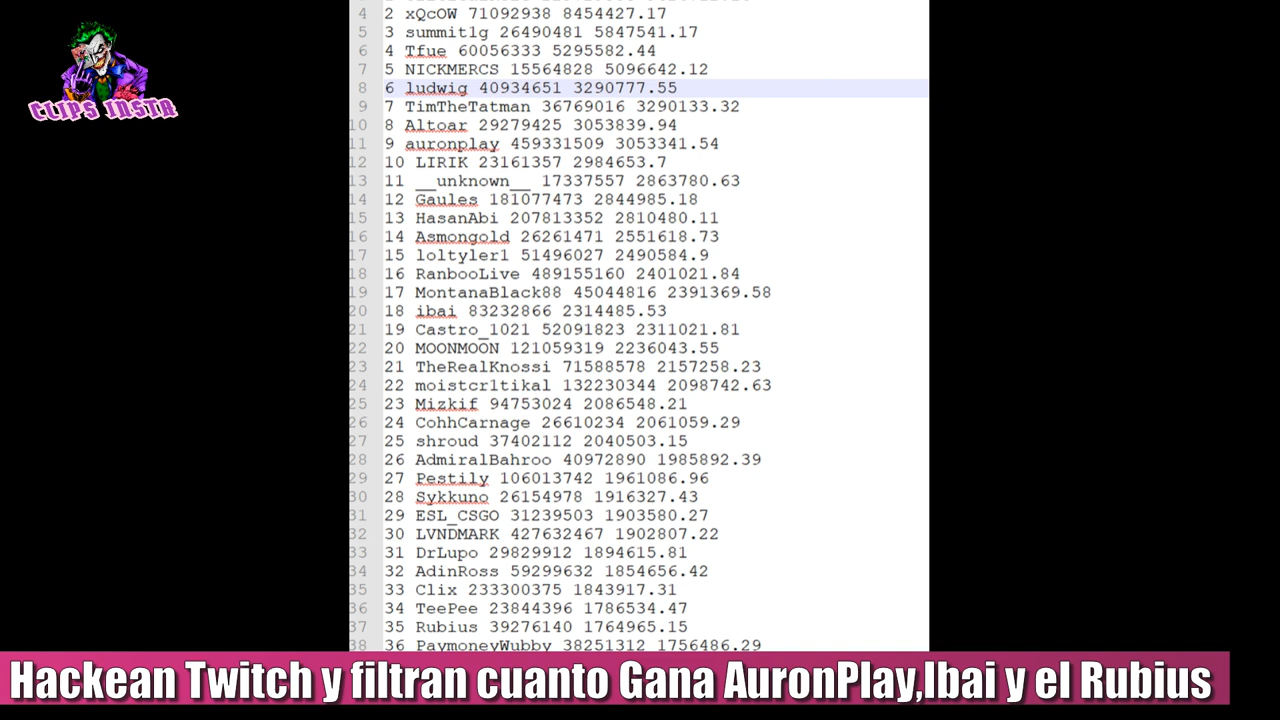 4 2 xQcOW 71092938 8454427.17
5 3 summit1g 26490481 5847541.17
6 4 Tfue 60056333 5295582.44
7 5 NICKMERCS 15564828 5096642.12
8 6 ludwig 40934651 3290777.55
9 7 TimTheTatman 36769016 3290133.32
10 8 Altoar 29279425 3053839.94
11 9 auronplay 459331509 3053341.54
12 10 LIRIK 23161357 2984653.7
13 11 __unknown__ 17337557 2863780.63
14 12 Gaules 181077473 2844985.18
15 13 HasanAbi 207813352 2810480.11
16 14 Asmongold 26261471 2551618.73
17 15 loltyler1 51496027 2490584.9
18 16 RanbooLive 489155160 2401021.84
19 17 MontanaBlack88 45044816 2391369.58
20 18 ibai 83232866 2314485.53
21 19 Castro_1021 52091823 2311021.81
22 20 MOONMOON 121059319 2236043.55
23 21 TheRealKnossi 71588578 2157258.23
24 22 moistcr1tikal 132230344 2098742.63
25 23 Mizkif 94753024 2086548.21
26 24 CohhCarnage 26610234 2061059.29
27 25 shroud 37402112 2040503.15
28 26 AdmiralBahroo 40972890 1985892.39
29 27 Pestily 106013742 1961086.96
30 28 Sykkuno 26154978 1916327.43
31 29 ESL_CSGO 31239503 1903580.27
32 30 LVNDMARK 427632467 1902807.22
33 31 DrLupo 29829912 1894615.81
34 32 AdinRoss 59299632 1854656.42
35 33 Clix 233300375 1843917.31
36 34 TeePee 23844396 1786534.47
37 35 Rubius 39276140 1764965.15
38 36 PaymoneyWubby 38251312 1756486.29
CLIPS INSTA
Hackean Twitch y filtran cuanto Gana AuronPlay,Ibai y el Rubius